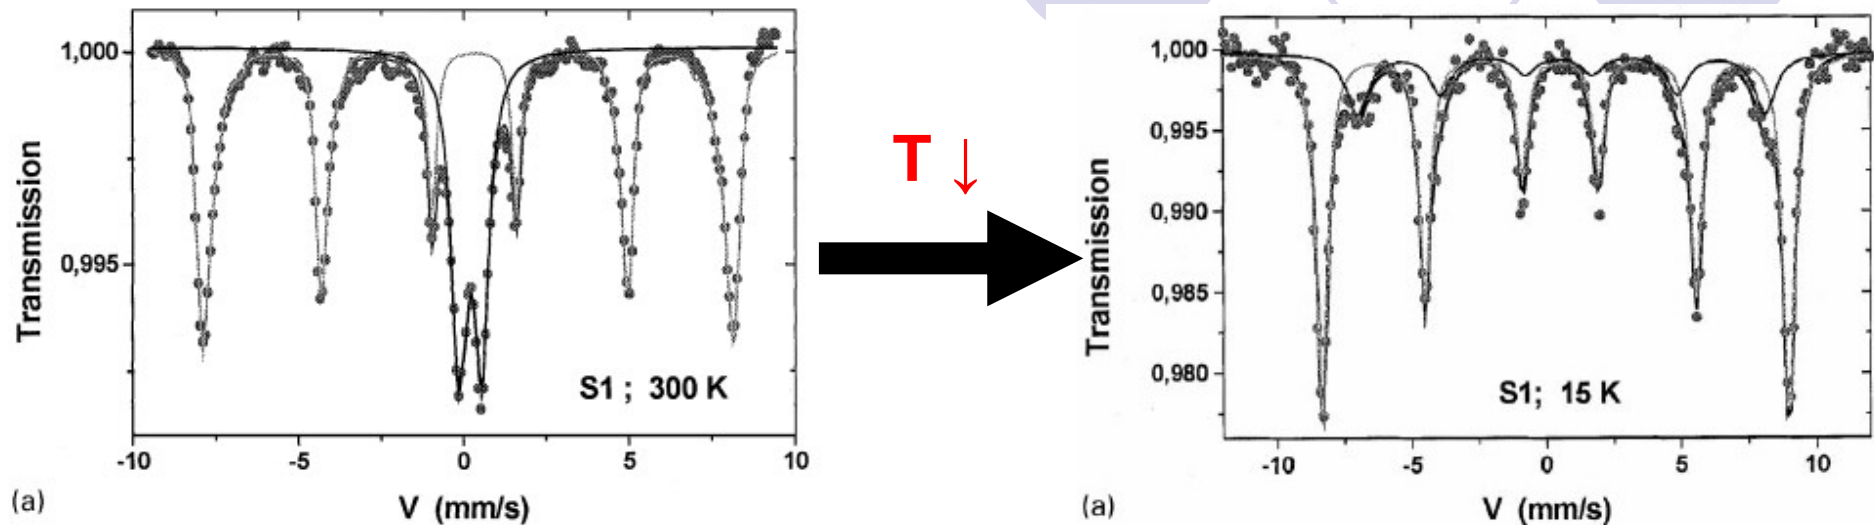 1,000
0,995
Transmission
S1 ; 300 K
-10 -5 0 5 10
V (mm/s)
(a)
T ↓
1,000
0,995
0,990
0,985
0,980
Transmission
S1; 15 K
-10 -5 0 5 10
V (mm/s)
(a)